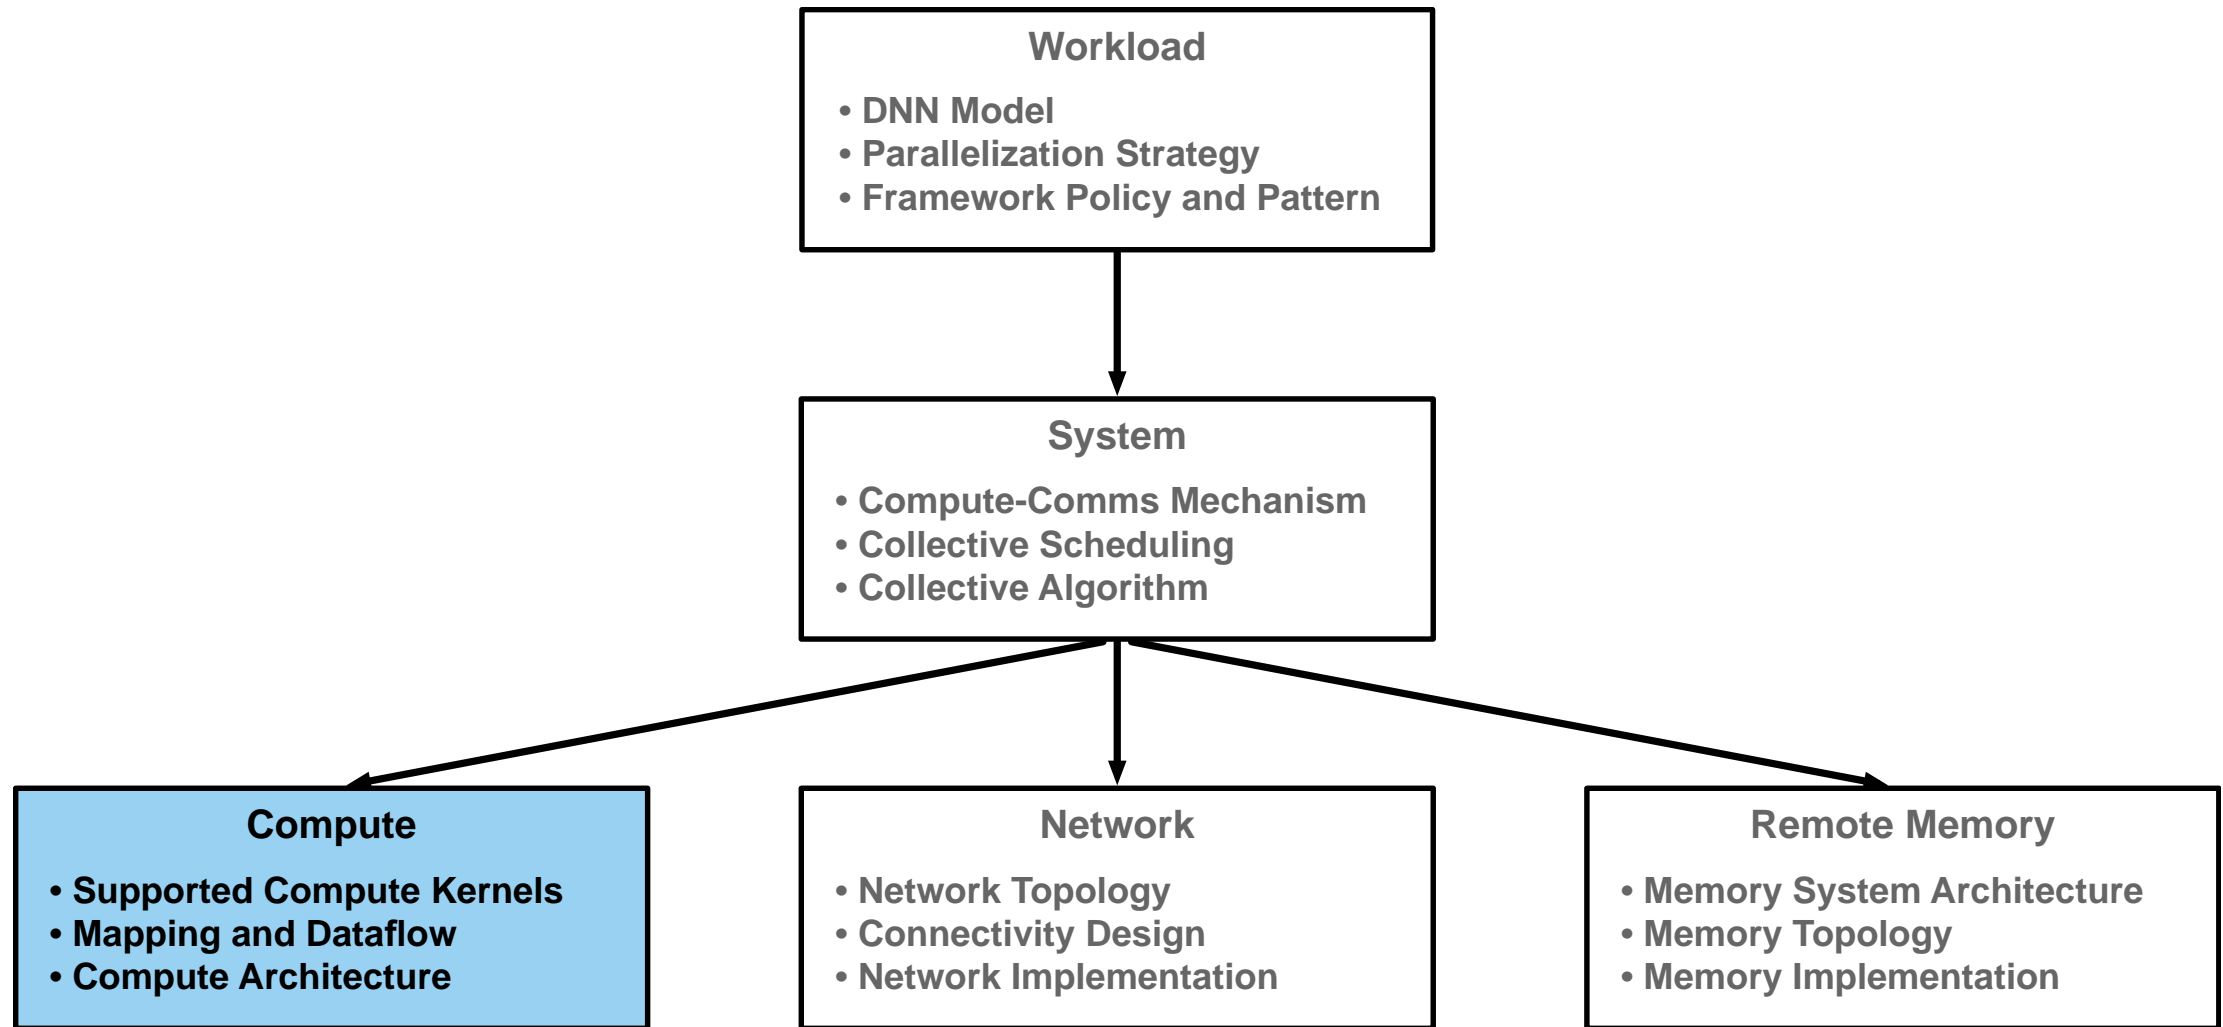 Workload
• DNN Model
• Parallelization Strategy
• Framework Policy and Pattern
System
• Compute-Comms Mechanism
• Collective Scheduling
• Collective Algorithm
Compute
• Supported Compute Kernels
• Mapping and Dataflow
• Compute Architecture
Network
• Network Topology
• Connectivity Design
• Network Implementation
Remote Memory
• Memory System Architecture
• Memory Topology
• Memory Implementation